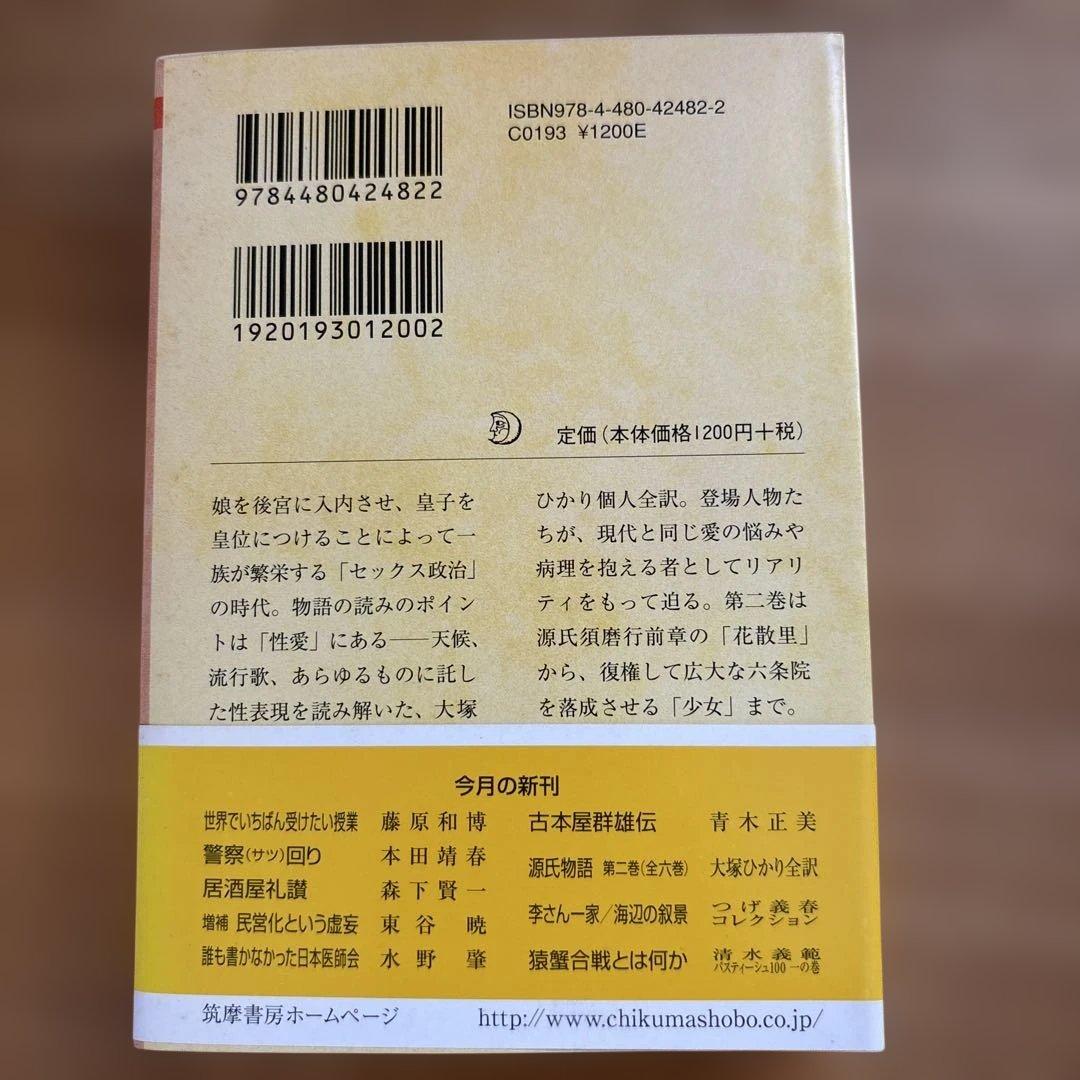 ISBN978-4-480-42482-2
C0193 ¥1200E
9784480424822
1920193012002
定価(本体価格1200円+税)
娘を後宮に入内させ、皇子を
皇位につけることによって一
族が繁栄する「セックス政治」
の時代。物語の読みのポイン
トは「性愛」にある──天候、
流行歌、あらゆるものに託し
た性表現を読み解いた、大塚
ひかり個人全訳。登場人物た
ちが、現代と同じ愛の悩みや
病理を抱える者としてリアリ
ティをもって迫る。第二巻は
源氏須磨行前章の「花散里」
から、復権して広大な六条院
を落成させる「少女」まで。
今月の新刊
世界でいちばん受けたい授業 藤原和博
警察(サツ)回り 本田靖春
居酒屋礼讃 森下賢一
増補 民営化という虚妄 東谷暁
誰も書かなかった日本医師会 水野肇
古本屋群雄伝 青木正美
源氏物語 第二巻(全六巻) 大塚ひかり全訳
李さん一家/海辺の叙景 つげ義春
コレクション
猿蟹合戦とは何か 清水義範
パスティーシュ100 一の巻
筑摩書房ホームページ http://www.chikumashobo.co.jp/